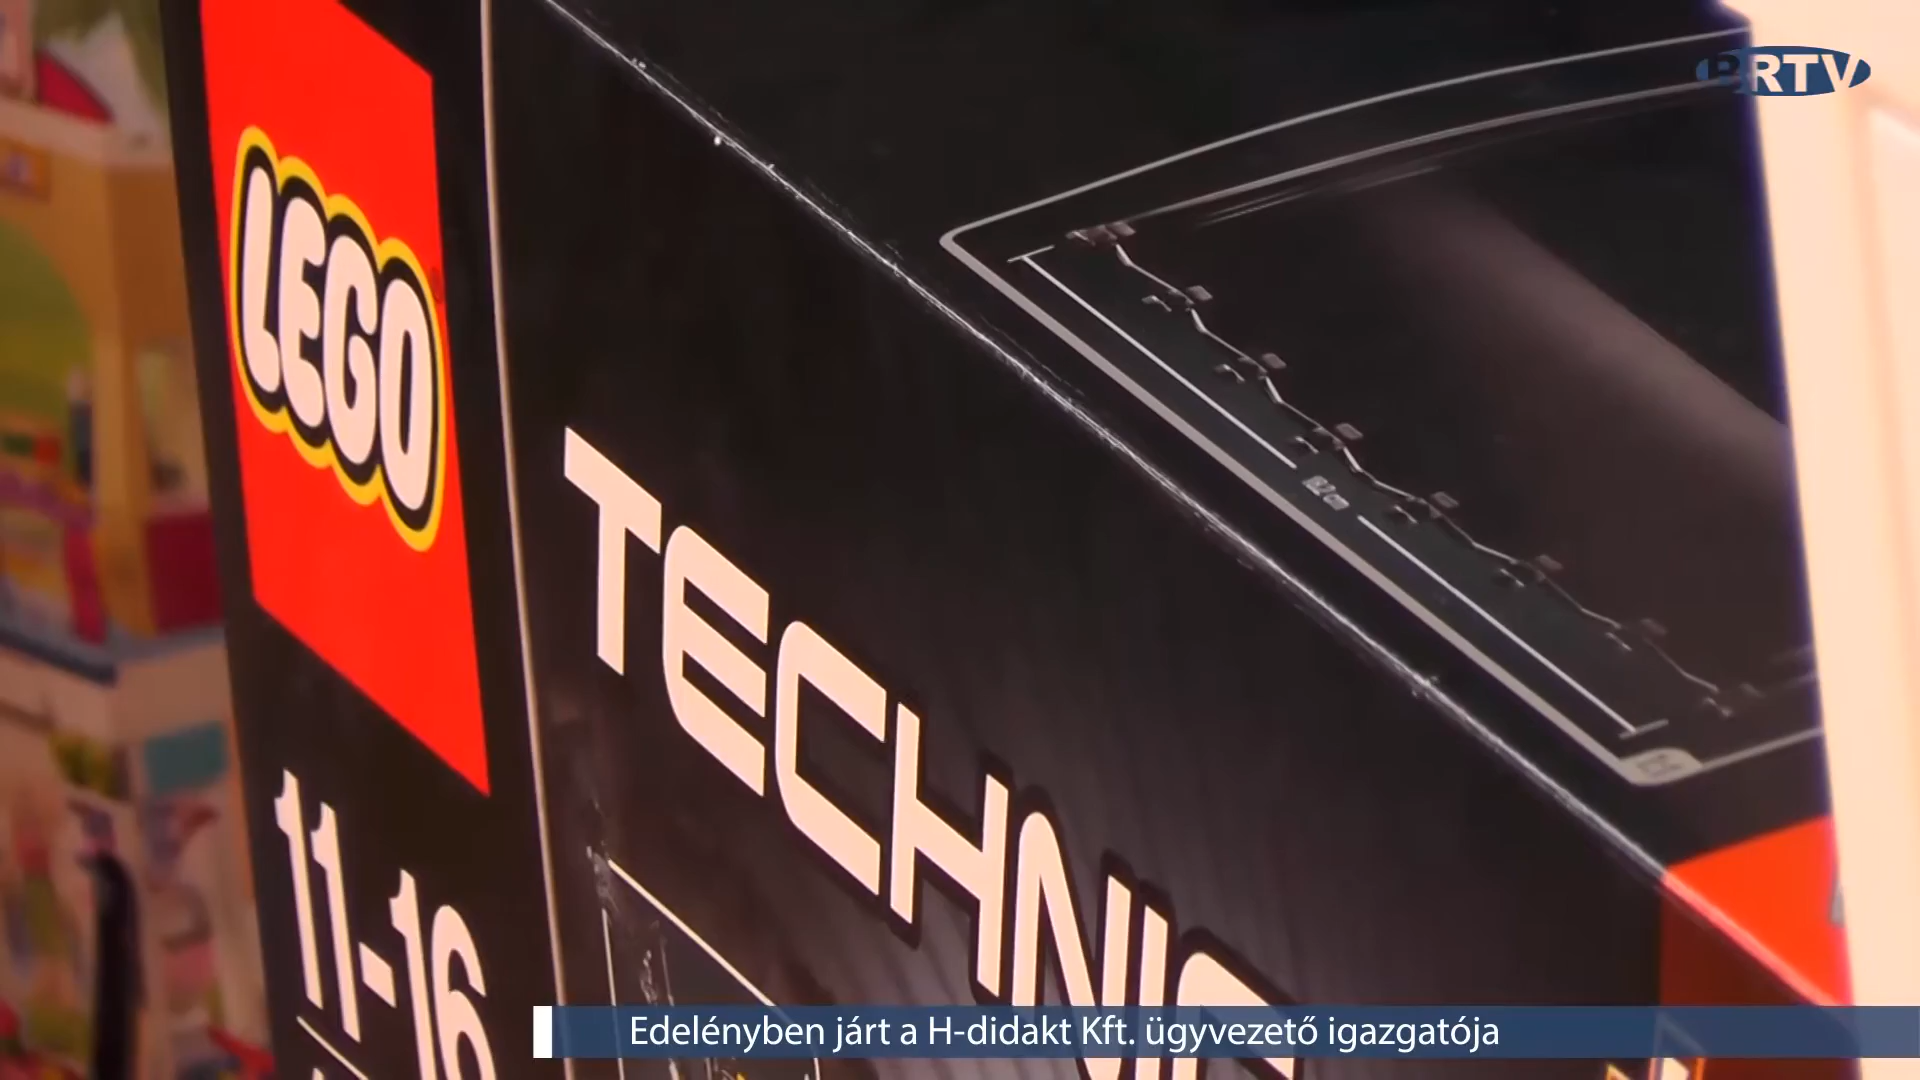 BRTV
LEGO
TECHNIC
11-16
Edelényben járt a H-didakt Kft. ügyvezető igazgatója